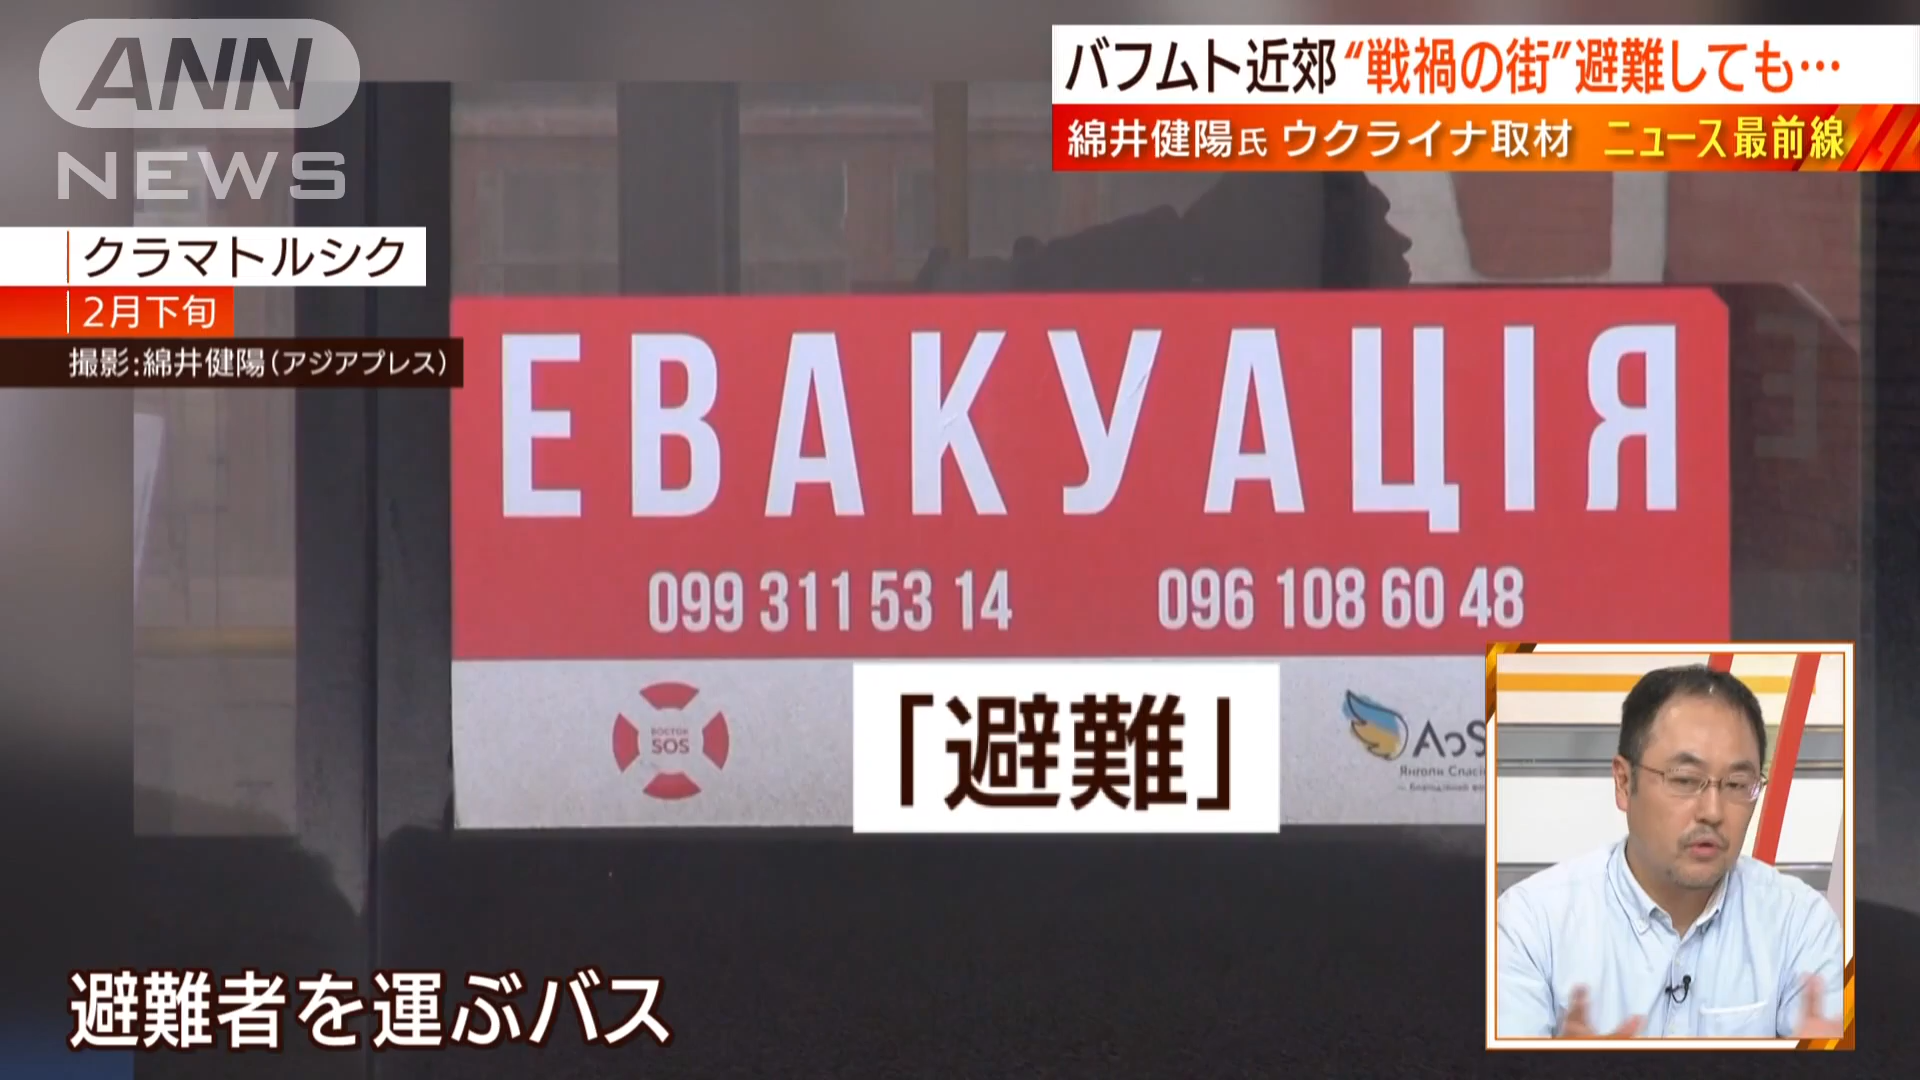 ANN
NEWS
バフムト近郊“戦禍の街”避難しても…
綿井健陽氏 ウクライナ取材 ニュース最前線
クラマトルシク
2月下旬
撮影:綿井健陽(アジアプレス)
ЕВАКУАЦІЯ
099 311 53 14 096 108 60 48
ВОСТОК
SOS
「避難」
AOS
Янголи Спасі
避難者を運ぶバス